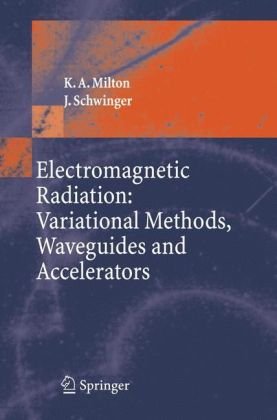 K. A. Milton
J. Schwinger
Electromagnetic
Radiation:
Variational Methods,
Waveguides and
Accelerators
Springer